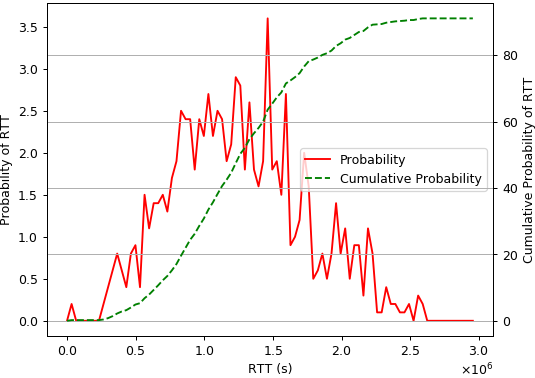 3.5
3.0
2.5
2.0
1.5
1.0
0.5
0.0
Probability of RTT
80
60
40
20
0
Cumulative Probability of RTT
Probability
Cumulative Probability
0.0 0.5 1.0 1.5 2.0 2.5 3.0
RTT (s)
×10⁶